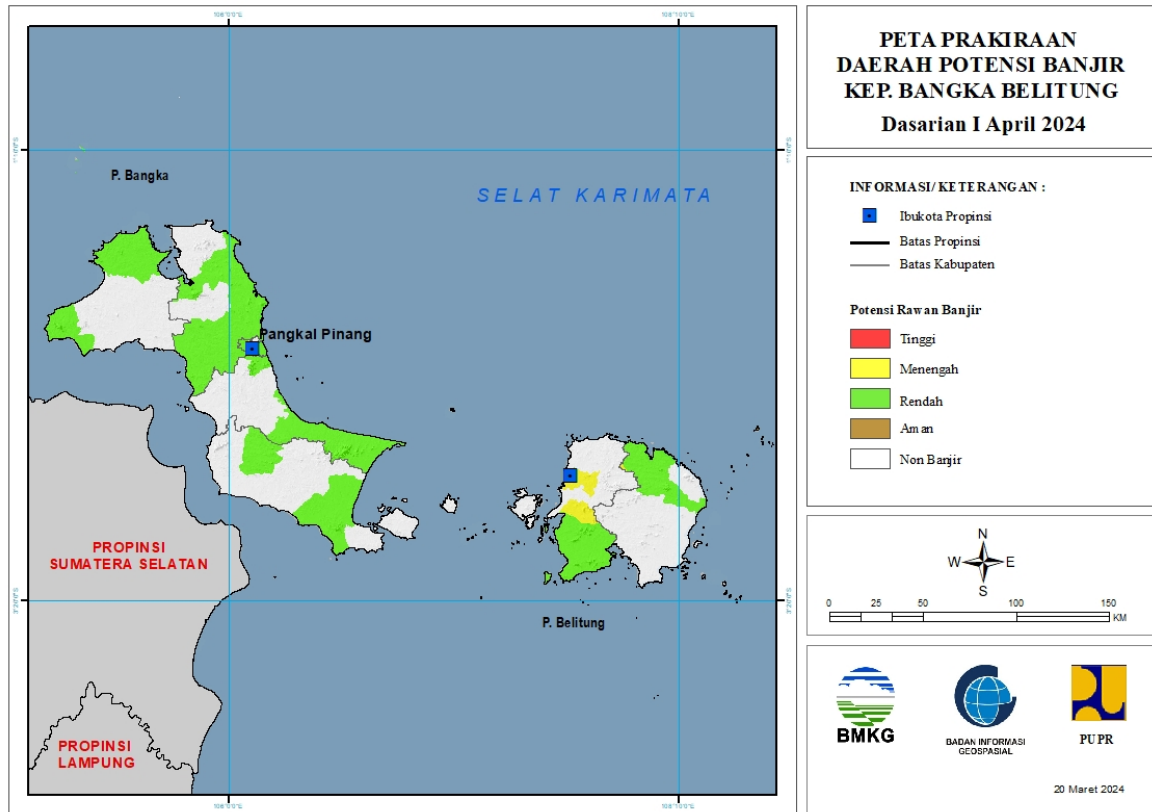 PETA PRAKIRAAN
DAERAH POTENSI BANJIR
KEP. BANGKA BELITUNG
Dasarian I April 2024
P. Bangka
SELAT KARIMATA
Pangkal Pinang
P. Belitung
PROPINSI
SUMATERA SELATAN
PROPINSI
LAMPUNG
INFORMASI/ KETERANGAN :
Ibukota Propinsi
Batas Propinsi
Batas Kabupaten
Potensi Rawan Banjir
Tinggi
Menengah
Rendah
Aman
Non Banjir
N
W E
S
0 25 50 100 150
KM
BMKG
BADAN INFORMASI
GEOSPASIAL
PUPR
20 Maret 2024